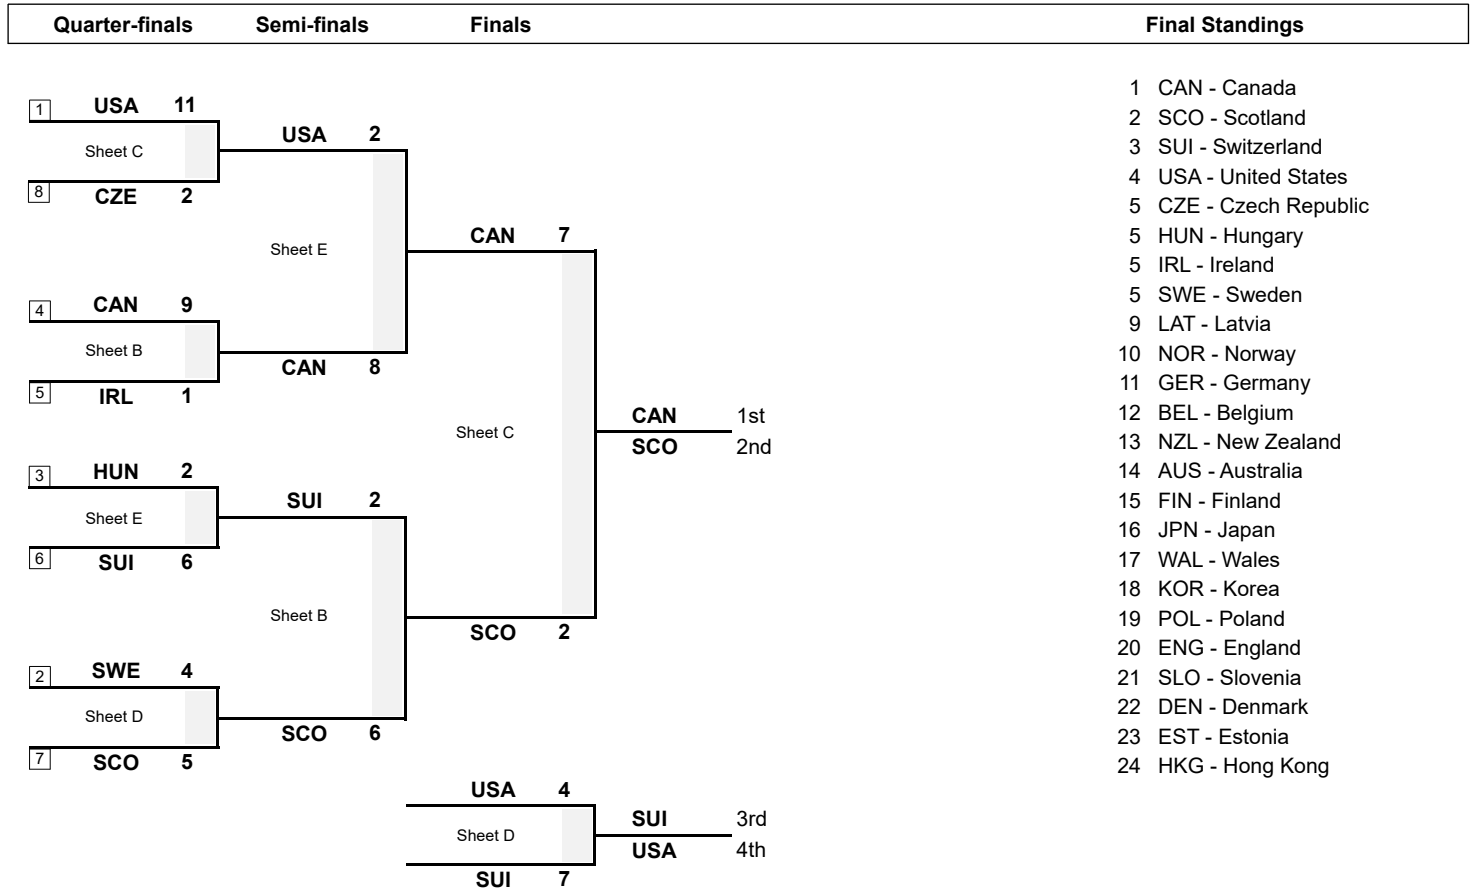 Quarter-finals Semi-finals Finals Final Standings
1 USA 11
Sheet C
8 CZE 2
4 CAN 9
Sheet B
5 IRL 1
3 HUN 2
Sheet E
6 SUI 6
2 SWE 4
Sheet D
7 SCO 5
USA 2
Sheet E
CAN 8
SUI 2
Sheet B
SCO 6
CAN 7
Sheet C
SCO 2
CAN 1st
SCO 2nd
USA 4
Sheet D
SUI 7
SUI 3rd
USA 4th
1 CAN - Canada
2 SCO - Scotland
3 SUI - Switzerland
4 USA - United States
5 CZE - Czech Republic
5 HUN - Hungary
5 IRL - Ireland
5 SWE - Sweden
9 LAT - Latvia
10 NOR - Norway
11 GER - Germany
12 BEL - Belgium
13 NZL - New Zealand
14 AUS - Australia
15 FIN - Finland
16 JPN - Japan
17 WAL - Wales
18 KOR - Korea
19 POL - Poland
20 ENG - England
21 SLO - Slovenia
22 DEN - Denmark
23 EST - Estonia
24 HKG - Hong Kong